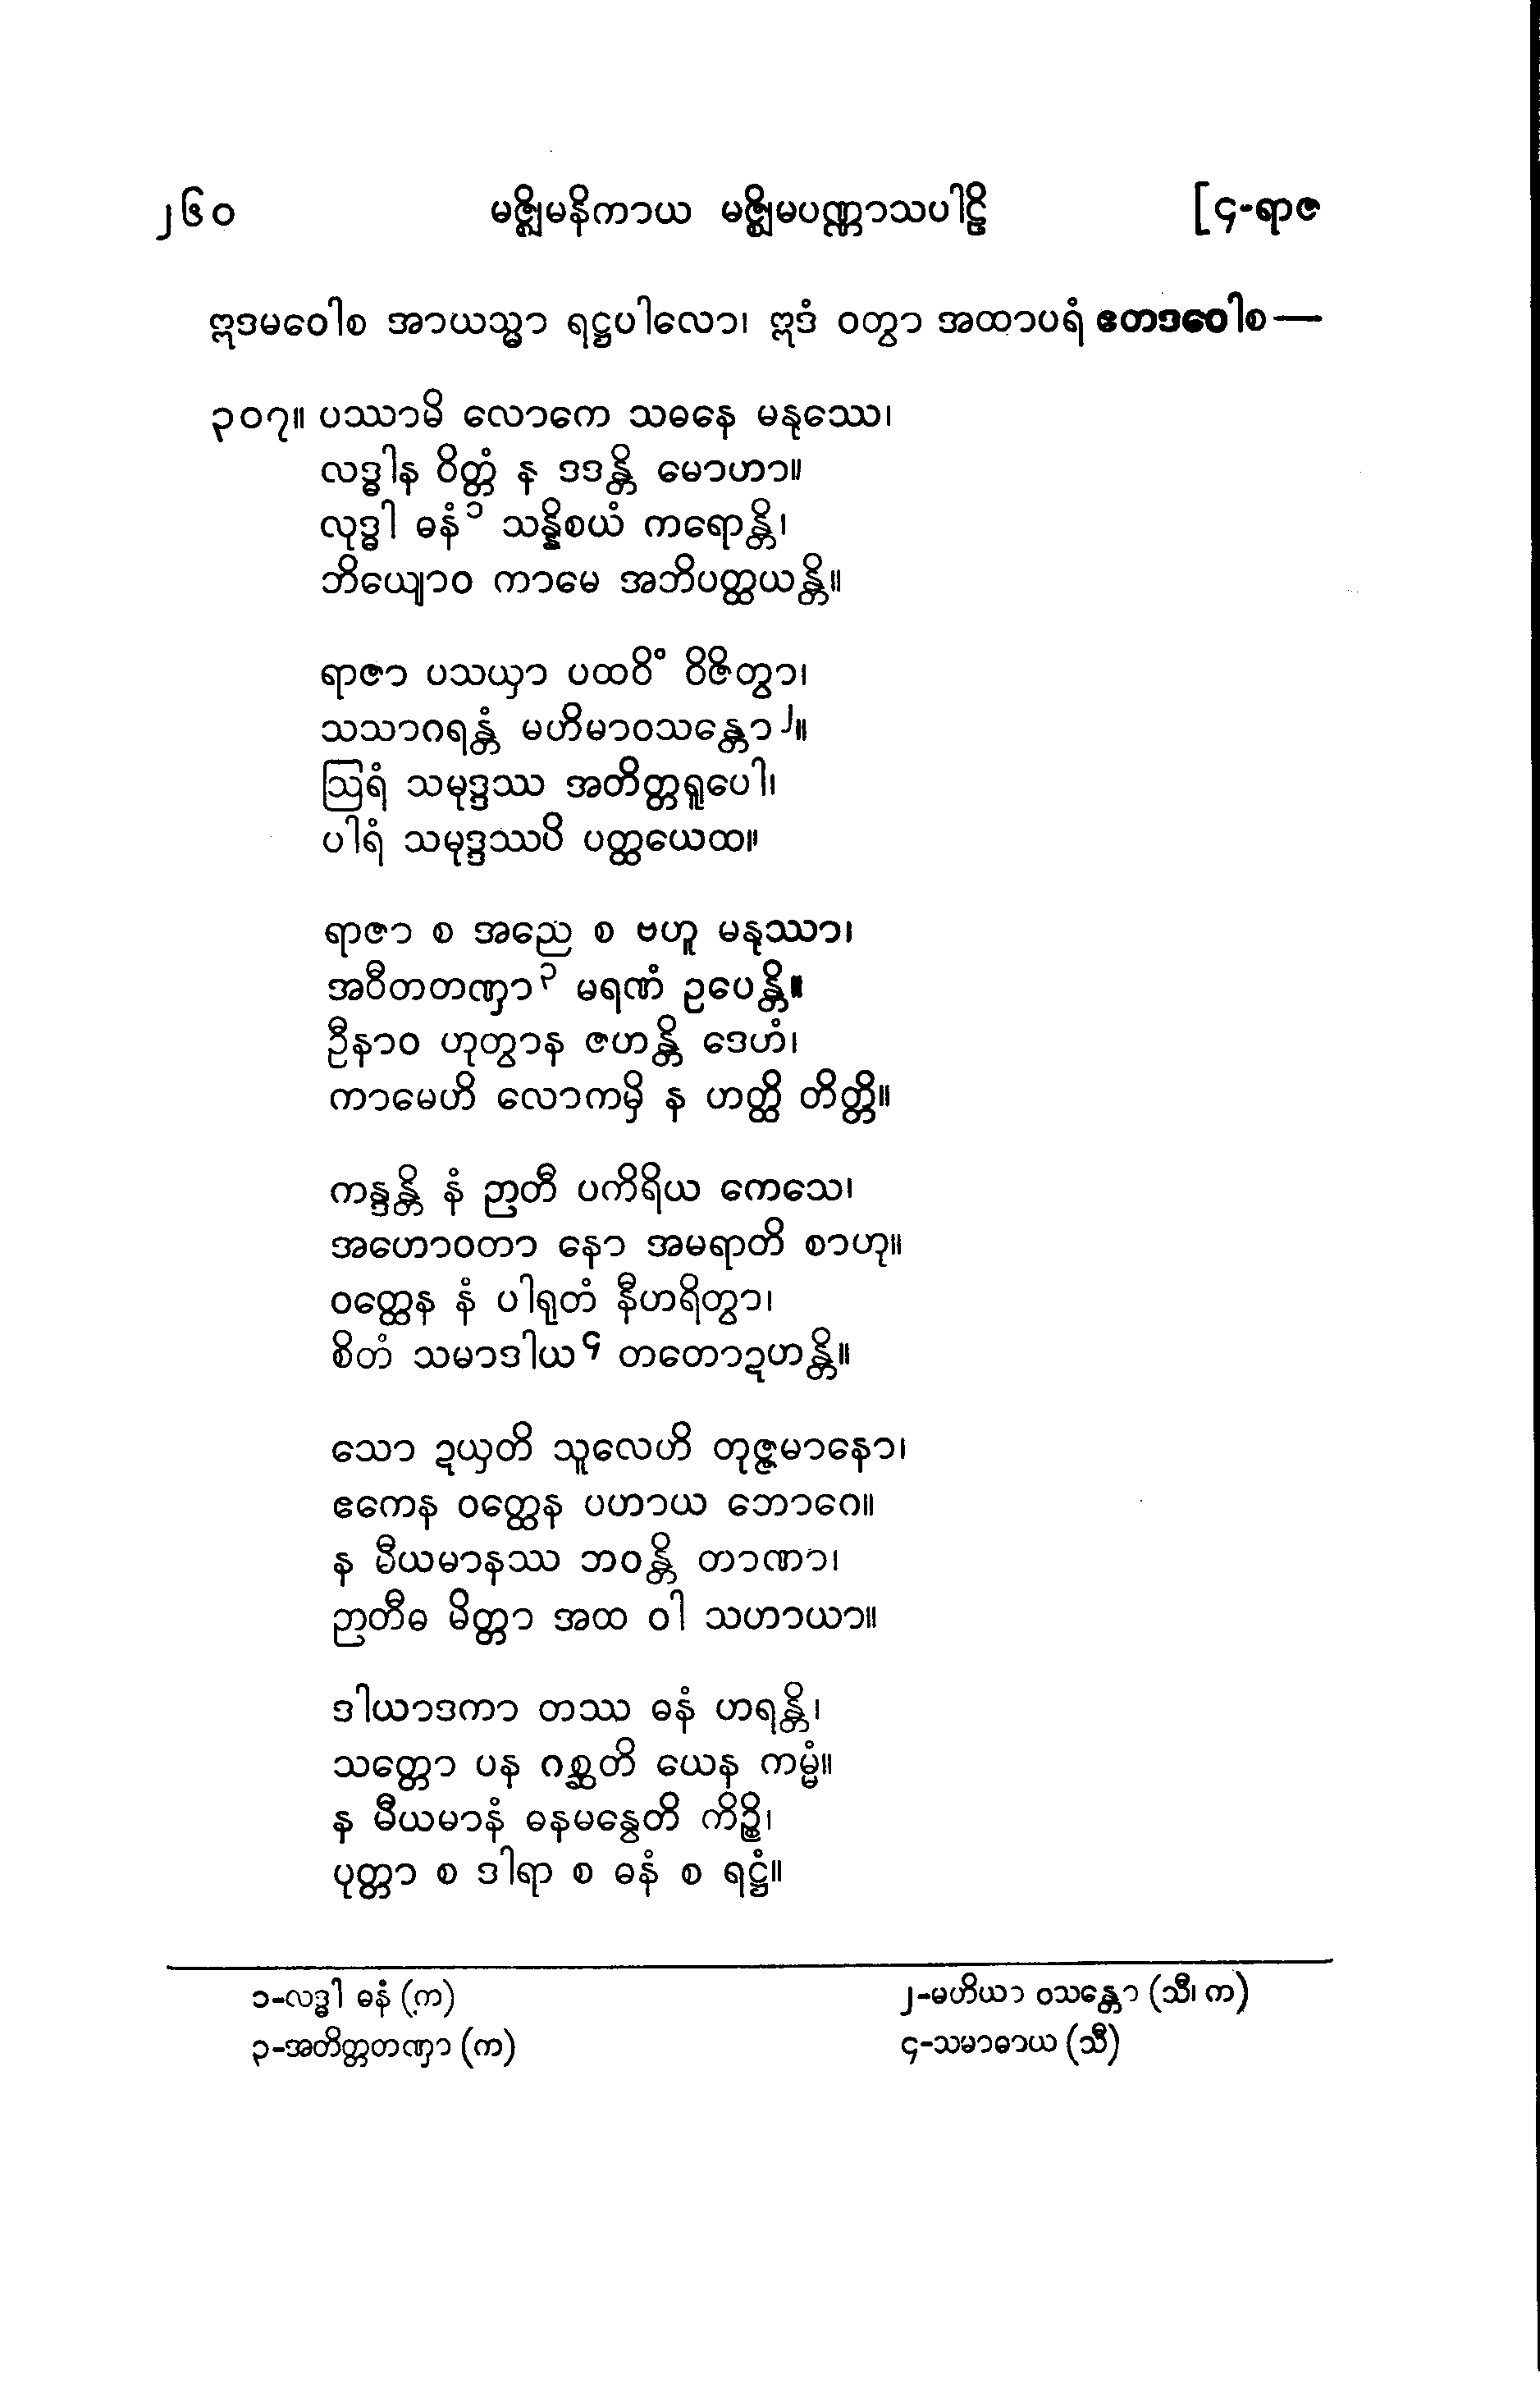 ၂၆၀ မဇ္ဈိမနိကာယ မဇ္ဈိမပဏ္ဏာသပါဠိ [၄-ရာဇ
ဣဒမဝေါစ အာယသ္မာ ရဋ္ဌပါလော၊ ဣဒံ ဝတွာ အထာပရံ ဧတဒဝေါစ—
၃၀၇။ ပဿာမိ လောကေ သဓနေ မနုဿေ၊
လဒ္ဓါန ဝိတ္တံ န ဒဒန္တိ မောဟာ။
လုဒ္ဓါ ဓနံ၁ သန္နိစယံ ကရောန္တိ၊
ဘိယျောဝ ကာမေ အဘိပတ္ထယန္တိ။
ရာဇာ ပသယှာ ပထဝိံ ဝိဇိတွာ၊
သသာဂရန္တံ မဟိမာဝသန္တော၂။
ဩရံ သမုဒ္ဒဿ အတိတ္တရူပေါ၊
ပါရံ သမုဒ္ဒဿပိ ပတ္ထယေထ။
ရာဇာ စ အညေ စ ဗဟူ မနုဿာ၊
အဝီတတဏှာ၃ မရဏံ ဥပေန္တိ။
ဦနာဝ ဟုတွာန ဇဟန္တိ ဒေဟံ၊
ကာမေဟိ လောကမှိ န ဟတ္ထိ တိတ္တိ။
ကန္ဒန္တိ နံ ဉာတီ ပကိရိယ ကေသေ၊
အဟောဝတာ နော အမရာတိ စာဟု။
ဝတ္ထေန နံ ပါရုတံ နီဟရိတွာ၊
စိတံ သမာဒါယ၄ တတောဍဟန္တိ။
သော ဍယှတိ သူလေဟိ တုဇ္ဇမာနော၊
ဧကေန ဝတ္ထေန ပဟာယ ဘောဂေ။
န မီယမာနဿ ဘဝန္တိ တာဏာ၊
ဉာတီဓ မိတ္တာ အထ ဝါ သဟာယာ။
ဒါယာဒကာ တဿ ဓနံ ဟရန္တိ၊
သတ္တော ပန ဂစ္ဆတိ ယေန ကမ္မံ။
န မီယမာနံ ဓနမနွေတိ ကိဉ္စိ၊
ပုတ္တာ စ ဒါရာ စ ဓနံ စ ရဋ္ဌံ။
၁-လဒ္ဓါ ဓနံ (က) ၂-မဟိယာ ဝသန္တော (သီ၊ က)
၃-အတိတ္တတဏှာ (က) ၄-သမာဓာယ (သီ)